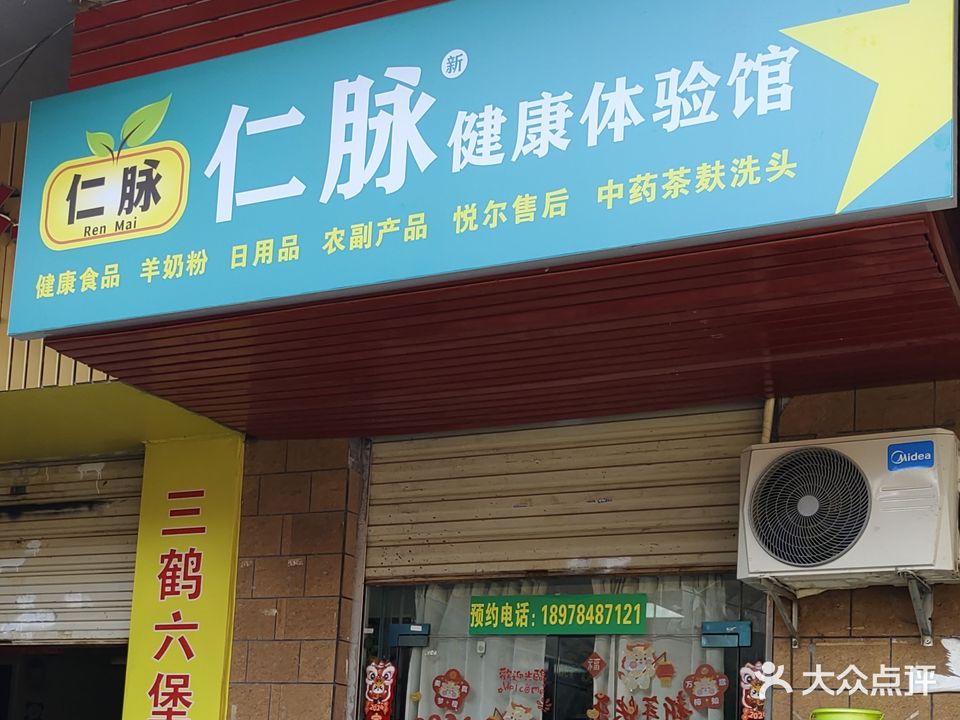 仁脉
Ren Mai
仁脉 新 健康体验馆
健康食品 羊奶粉 日用品 农副产品 悦尔售后 中药茶麸洗头
三鹤六堡
Midea
预约电话: 18978487121
大众点评